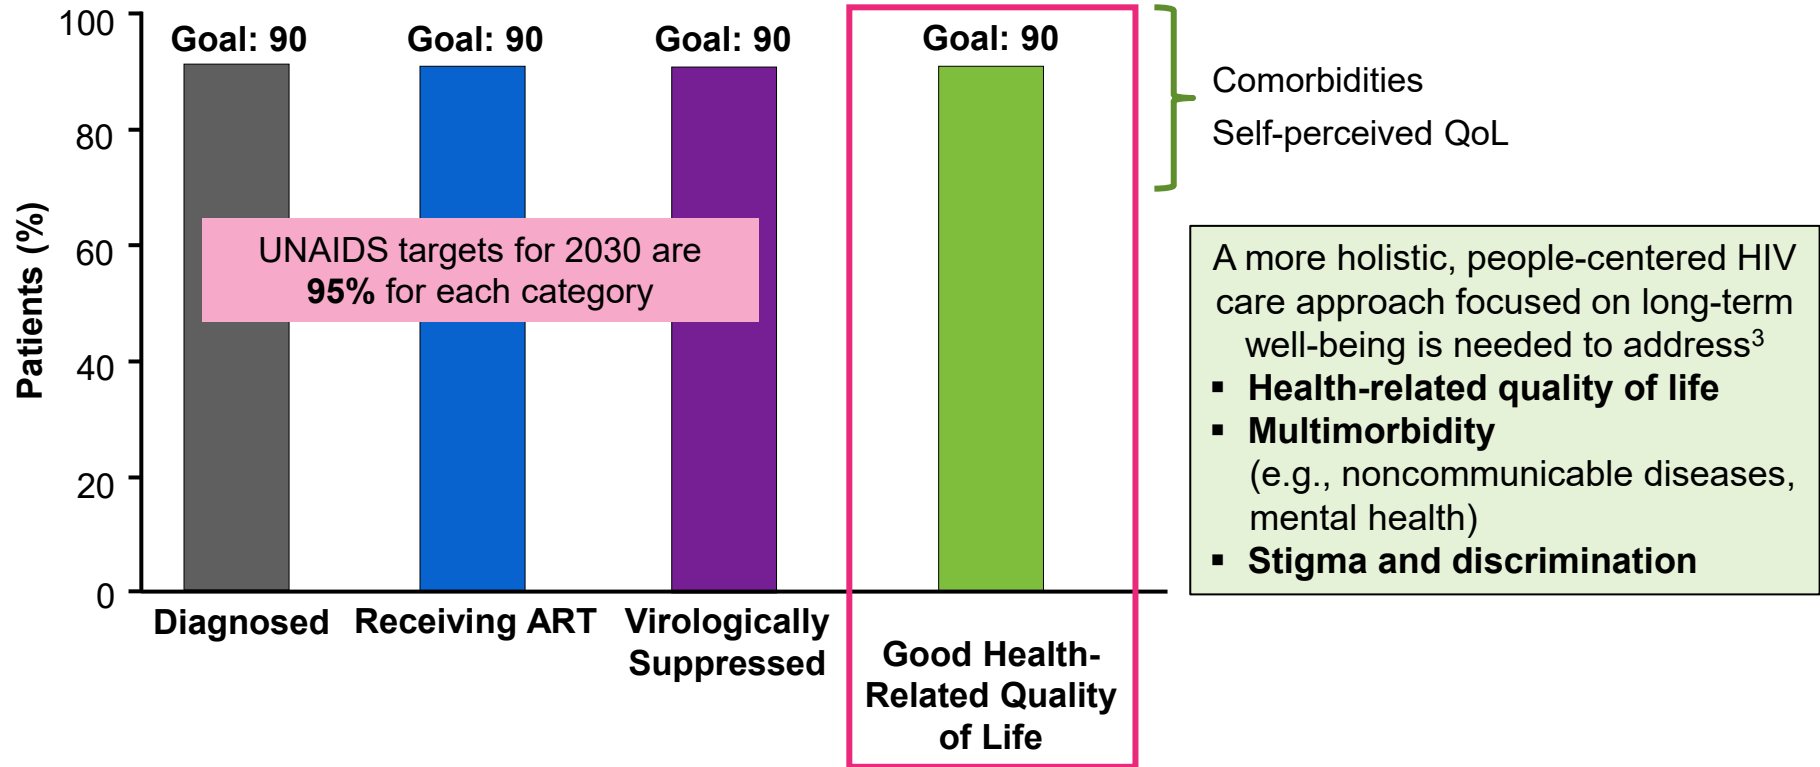 100
80
60
40
20
0
Patients (%)
Goal: 90
Goal: 90
Goal: 90
Goal: 90
UNAIDS targets for 2030 are
95% for each category
Diagnosed
Receiving ART
Virologically
Suppressed
Good Health-
Related Quality
of Life
Comorbidities
Self-perceived QoL
A more holistic, people-centered HIV
care approach focused on long-term
well-being is needed to address³
▪ Health-related quality of life
▪ Multimorbidity
(e.g., noncommunicable diseases,
mental health)
▪ Stigma and discrimination